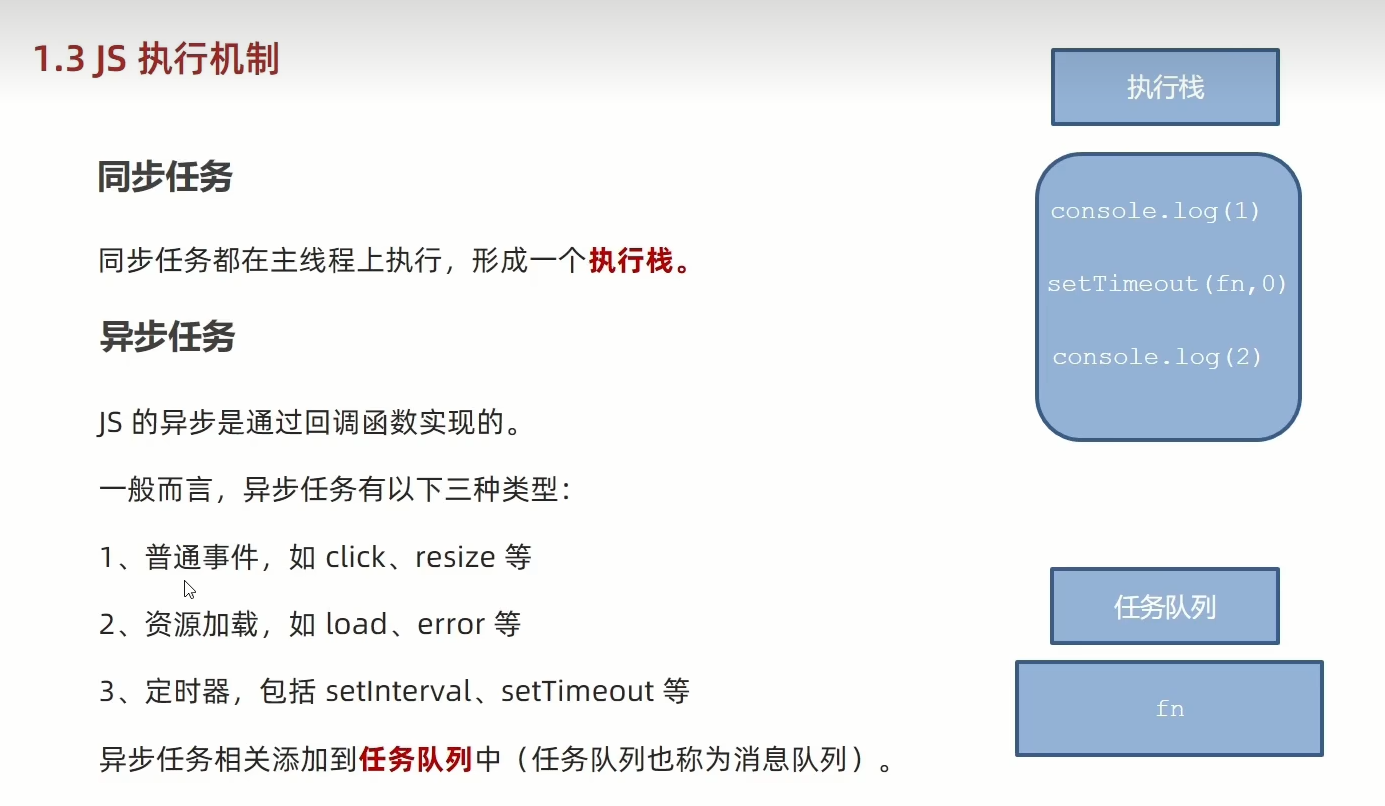 1.3 JS 执行机制
同步任务
同步任务都在主线程上执行，形成一个执行栈。
异步任务
JS 的异步是通过回调函数实现的。
一般而言，异步任务有以下三种类型：
1、普通事件，如 click、resize 等
2、资源加载，如 load、error 等
3、定时器，包括 setInterval、setTimeout 等
异步任务相关添加到任务队列中（任务队列也称为消息队列）。
执行栈
console.log(1)
setTimeout(fn,0)
console.log(2)
任务队列
fn